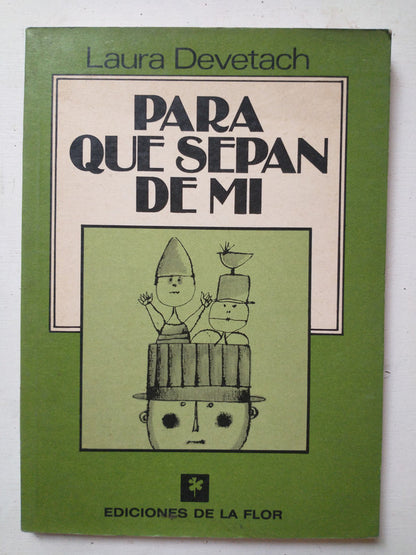 Laura Devetach
PARA
QUE SEPAN
DE MI
EDICIONES DE LA FLOR